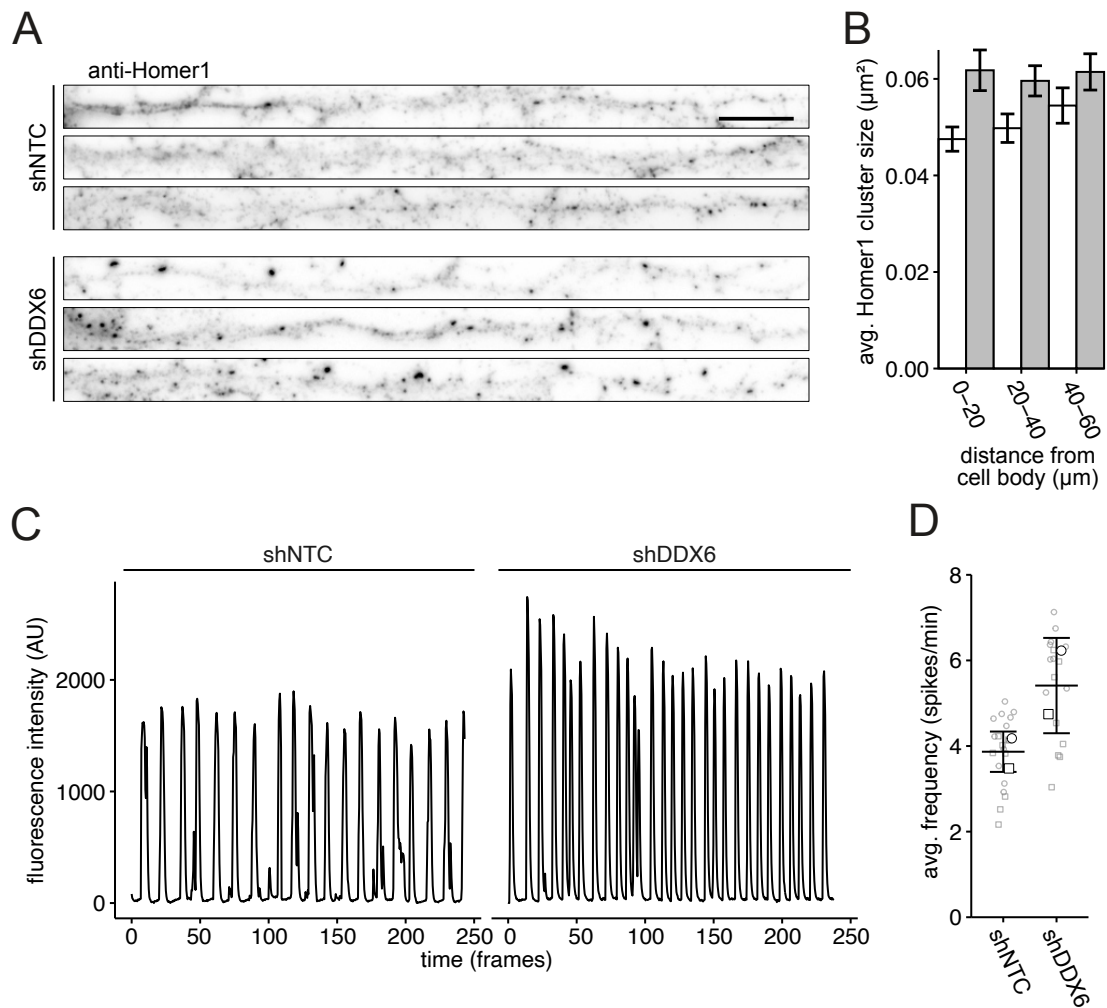 A
anti-Homer1
shNTC
shDDX6
B
avg. Homer1 cluster size (µm²)
0.06
0.04
0.02
0.00
0–20
20–40
40–60
distance from
cell body (µm)
C
shNTC
shDDX6
fluorescence intensity (AU)
2000
1000
0
0 50 100 150 200 250
0 50 100 150 200 250
time (frames)
D
avg. frequency (spikes/min)
8
6
4
2
0
shNTC
shDDX6